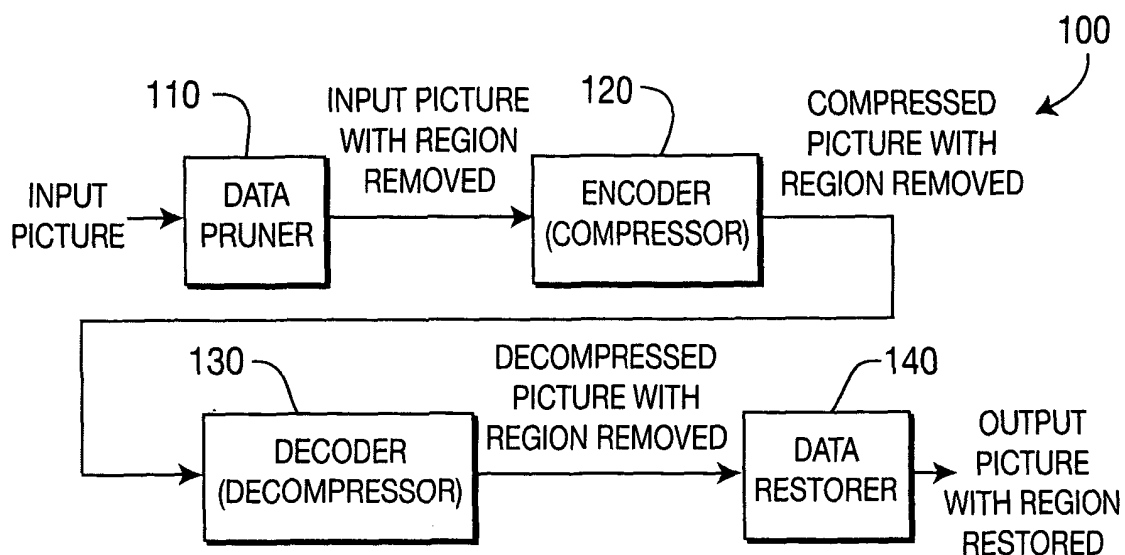 100
110
INPUT PICTURE
WITH REGION
REMOVED
120
COMPRESSED
PICTURE WITH
REGION REMOVED
INPUT
PICTURE
DATA
PRUNER
ENCODER
(COMPRESSOR)
130
DECOMPRESSED
PICTURE WITH
REGION REMOVED
140
DECODER
(DECOMPRESSOR)
DATA
RESTORER
OUTPUT
PICTURE
WITH REGION
RESTORED